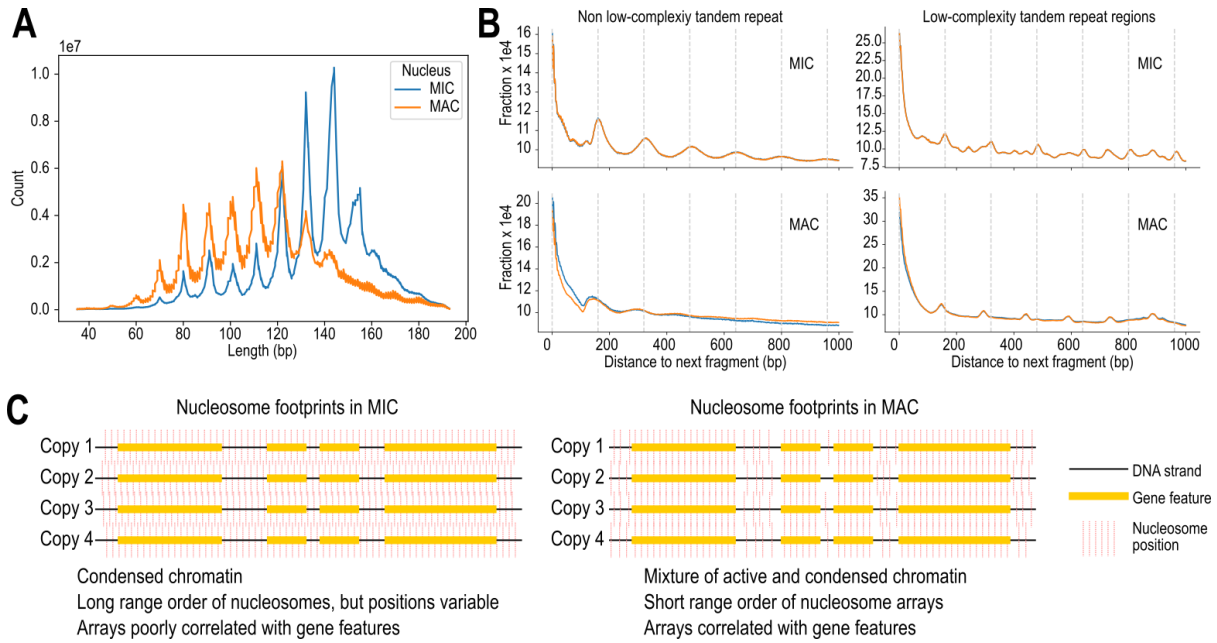 A
1e7
Nucleus
MIC
MAC
1.0
0.8
0.6
0.4
0.2
0.0
Count
40 60 80 100 120 140 160 180 200
Length (bp)
B
Non low-complexiy tandem repeat
Low-complexity tandem repeat regions
Fraction x 1e4
16
15
14
13
12
11
10
MIC
25.0
22.5
20.0
17.5
15.0
12.5
10.0
7.5
MIC
Fraction x 1e4
20
18
16
14
12
10
MAC
35
30
25
20
15
10
MAC
0 200 400 600 800 1000
Distance to next fragment (bp)
0 200 400 600 800 1000
Distance to next fragment (bp)
C
Nucleosome footprints in MIC
Copy 1
Copy 2
Copy 3
Copy 4
Condensed chromatin
Long range order of nucleosomes, but positions variable
Arrays poorly correlated with gene features
Nucleosome footprints in MAC
Copy 1
Copy 2
Copy 3
Copy 4
Mixture of active and condensed chromatin
Short range order of nucleosome arrays
Arrays correlated with gene features
DNA strand
Gene feature
Nucleosome
position